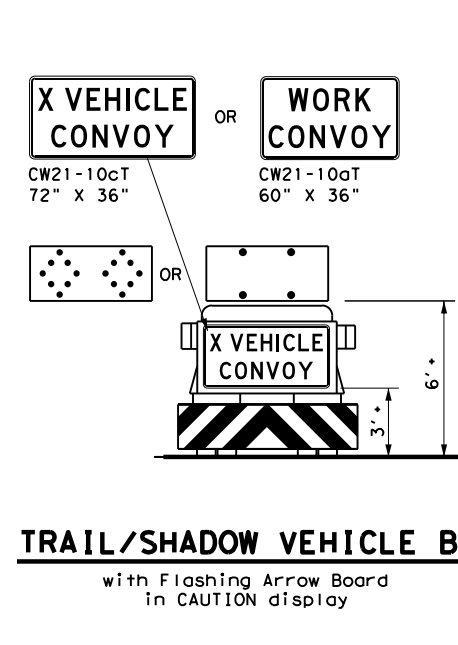 X VEHICLE
CONVOY
OR
WORK
CONVOY
CW21-10cT
72" X 36"
CW21-10aT
60" X 36"
OR
X VEHICLE
CONVOY
6' +
3' +
TRAIL/SHADOW VEHICLE B
with Flashing Arrow Board
in CAUTION display